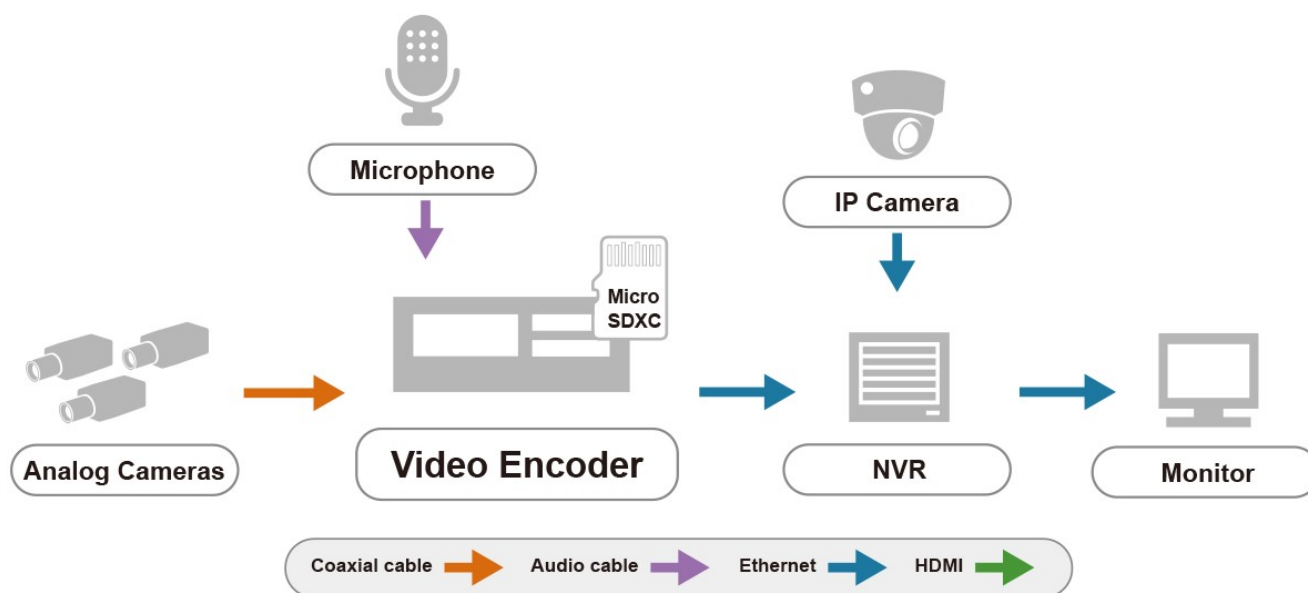 Microphone
IP Camera
Micro
SDXC
Analog Cameras
Video Encoder
NVR
Monitor
Coaxial cable
Audio cable
Ethernet
HDMI